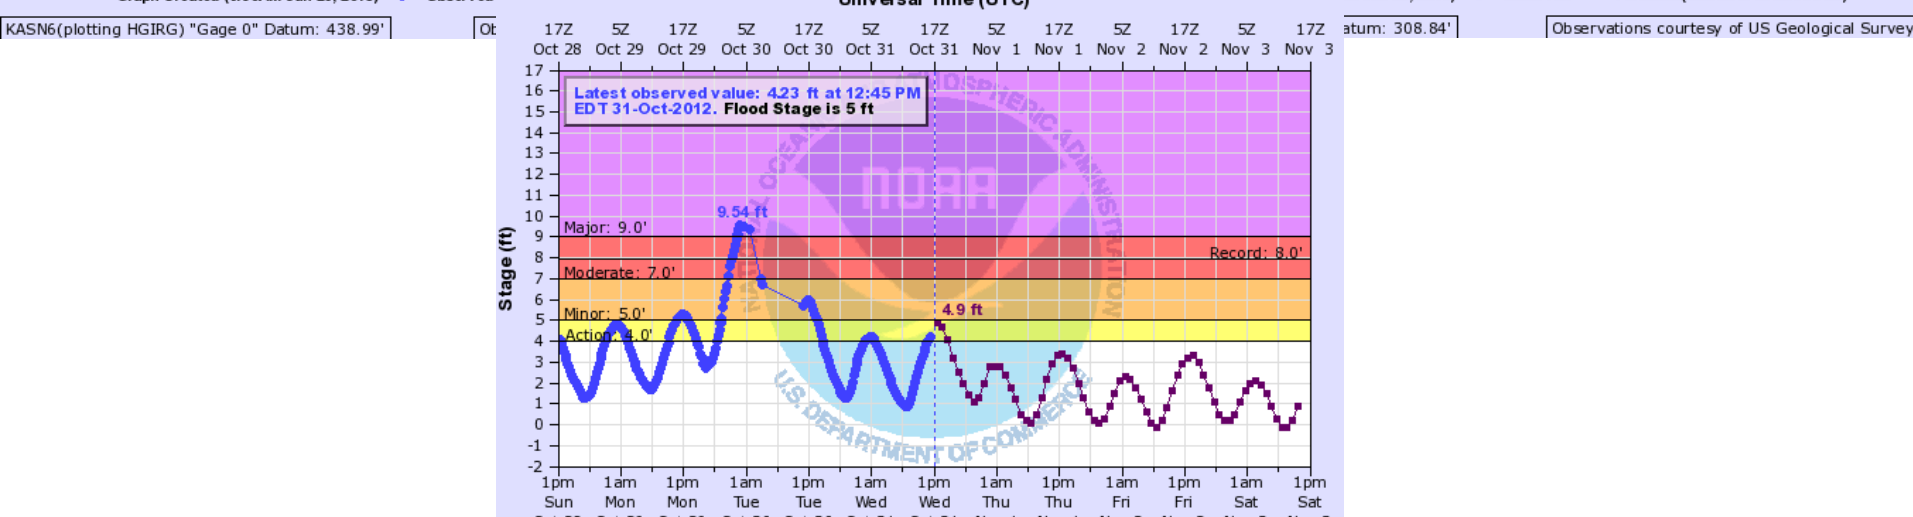 Universal Time (UTC)
KASN6(plotting HGIRG) "Gage 0" Datum: 438.99'
Ob
17Z 5Z 17Z 5Z 17Z 5Z 17Z 5Z 17Z 5Z 17Z 5Z 17Z
Oct 28 Oct 29 Oct 29 Oct 30 Oct 30 Oct 31 Oct 31 Nov 1 Nov 1 Nov 2 Nov 2 Nov 3 Nov 3
atum: 308.84'
Observations courtesy of US Geological Survey
17
16
15
14
13
12
11
10
9
8
7
6
5
4
3
2
1
0
-1
-2
Stage (ft)
Latest observed value: 4.23 ft at 12:45 PM
EDT 31-Oct-2012. Flood Stage is 5 ft
NOAA
9.54 ft
Major: 9.0'
Record: 8.0'
Moderate: 7.0'
Minor: 5.0'
4.9 ft
Action: 4.0'
U.S. DEPARTMENT OF COMMERCE
1pm 1am 1pm 1am 1pm 1am 1pm 1am 1pm 1am 1pm 1am 1pm
Sun Mon Mon Tue Tue Wed Wed Thu Thu Fri Fri Sat Sat